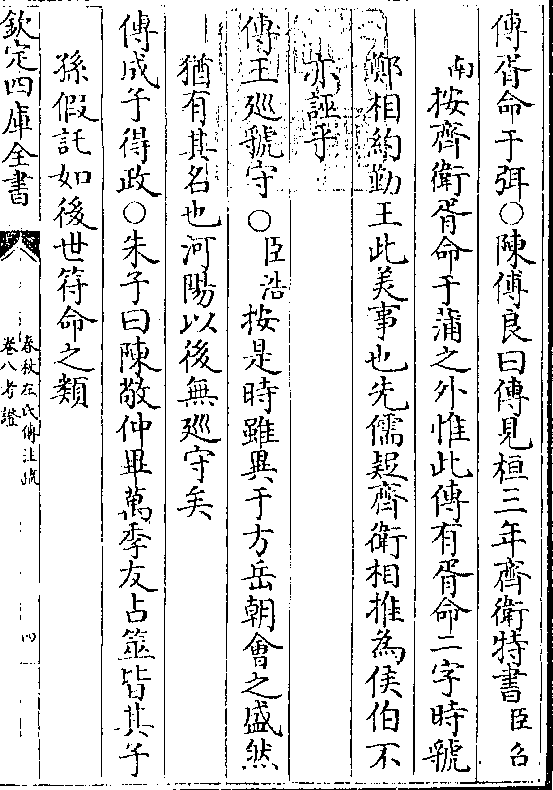 傳胥命于弭○陳傅良曰傳見桓三年齊衛特書臣召
南按齊衛胥命于蒲之外惟此傳有胥命二字時虢
鄭相約勤王此美事也先儒疑齊衛相推為侯伯不
亦誣乎
傳王巡虢守○臣浩按是時雖異于方岳朝會之盛然
猶有其名也河陽以後無巡守矣
傳成子得政○朱子曰陳敬仲畢萬季友占筮皆其子
孫假託如後世符命之類
欽定四庫全書
春秋左氏傳注疏
卷八考證
四